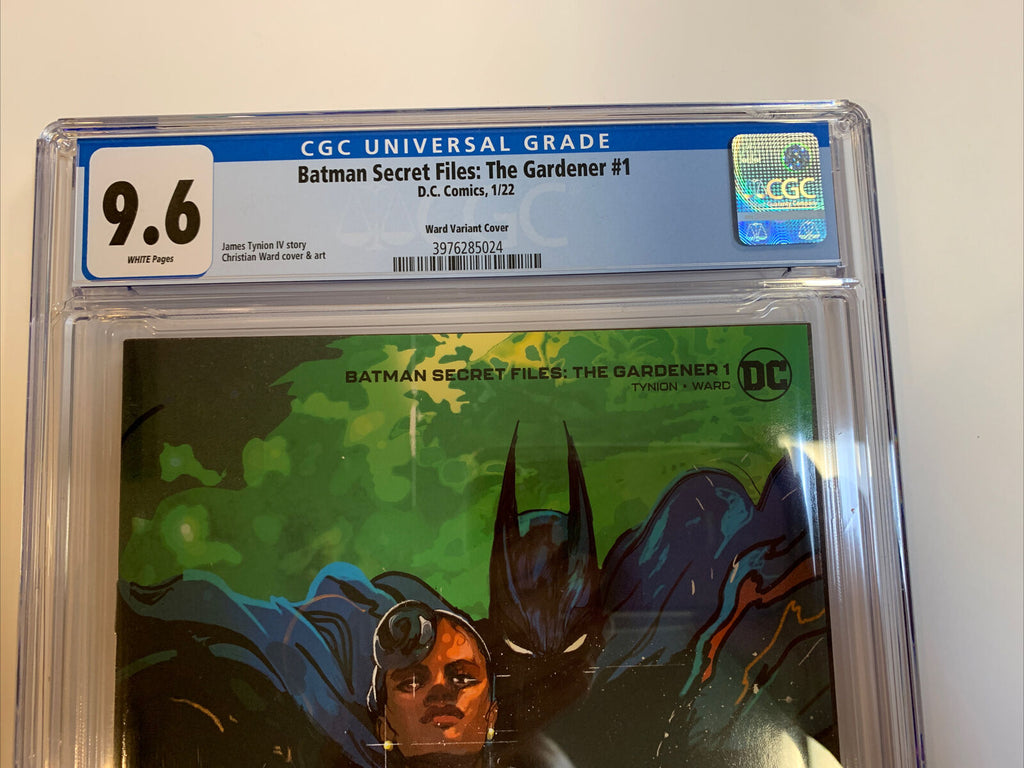 CGC UNIVERSAL GRADE
Batman Secret Files: The Gardener #1
D.C. Comics, 1/22
9.6
WHITE Pages
Ward Variant Cover
James Tynion IV story
Christian Ward cover & art
3976285024
CGC
CGC
BATMAN SECRET FILES: THE GARDENER 1
TYNION • WARD
DC